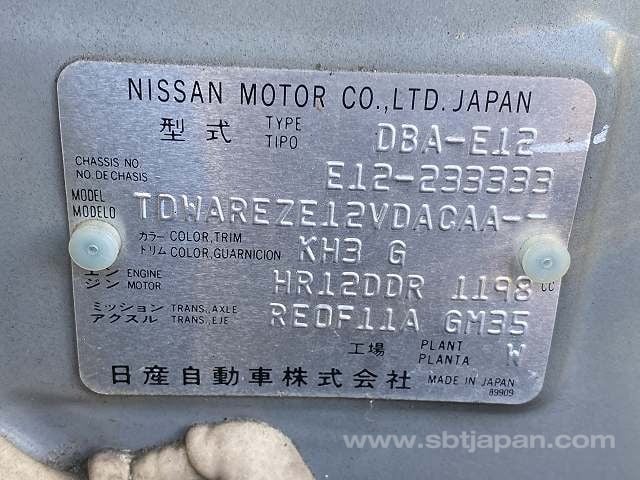 NISSAN MOTOR CO.,LTD. JAPAN
型式 TYPE TIPO DBA-E12
CHASSIS NO. NO. DE CHASIS E12-233333
MODEL MODELO TDWAREZE12VDACAA--
カラー トリム COLOR,TRIM COLOR,GUARNICION KH3 G
エンジン ENGINE MOTOR HR12DDR 1198 CC
ミッション アクスル TRANS.,AXLE TRANS.,EJE RE0F11A GM35
工場 PLANT PLANTA W
日産自動車株式会社 MADE IN JAPAN
89909
www.sbtjapan.com